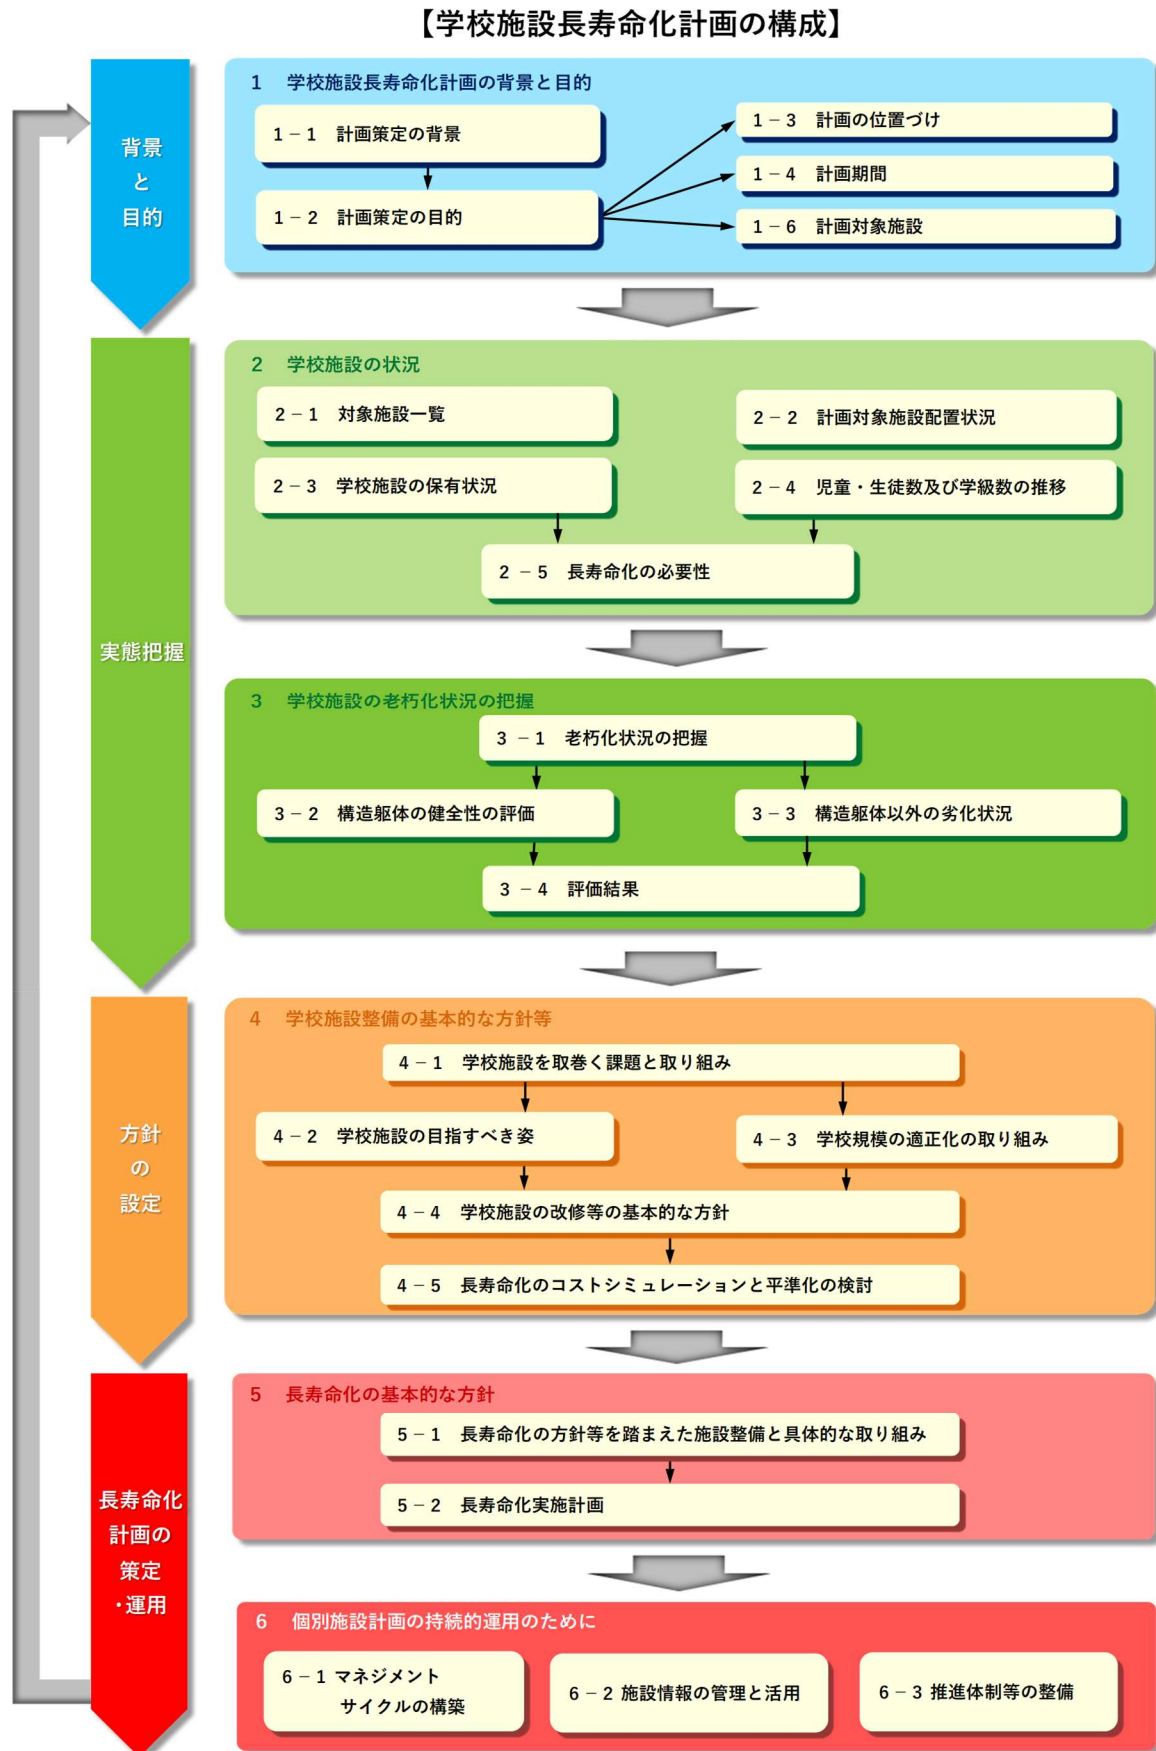 【学校施設長寿命化計画の構成】
背景
と
目的
1 学校施設長寿命化計画の背景と目的
1－1 計画策定の背景
1－2 計画策定の目的
1－3 計画の位置づけ
1－4 計画期間
1－6 計画対象施設
実態把握
2 学校施設の状況
2－1 対象施設一覧
2－2 計画対象施設配置状況
2－3 学校施設の保有状況
2－4 児童・生徒数及び学級数の推移
2－5 長寿命化の必要性
3 学校施設の老朽化状況の把握
3－1 老朽化状況の把握
3－2 構造躯体の健全性の評価
3－3 構造躯体以外の劣化状況
3－4 評価結果
方針
の
設定
4 学校施設整備の基本的な方針等
4－1 学校施設を取巻く課題と取り組み
4－2 学校施設の目指すべき姿
4－3 学校規模の適正化の取り組み
4－4 学校施設の改修等の基本的な方針
4－5 長寿命化のコストシミュレーションと平準化の検討
長寿命化
計画の
策定
・運用
5 長寿命化の基本的な方針
5－1 長寿命化の方針等を踏まえた施設整備と具体的な取り組み
5－2 長寿命化実施計画
6 個別施設計画の持続的運用のために
6－1 マネジメント
サイクルの構築
6－2 施設情報の管理と活用
6－3 推進体制等の整備